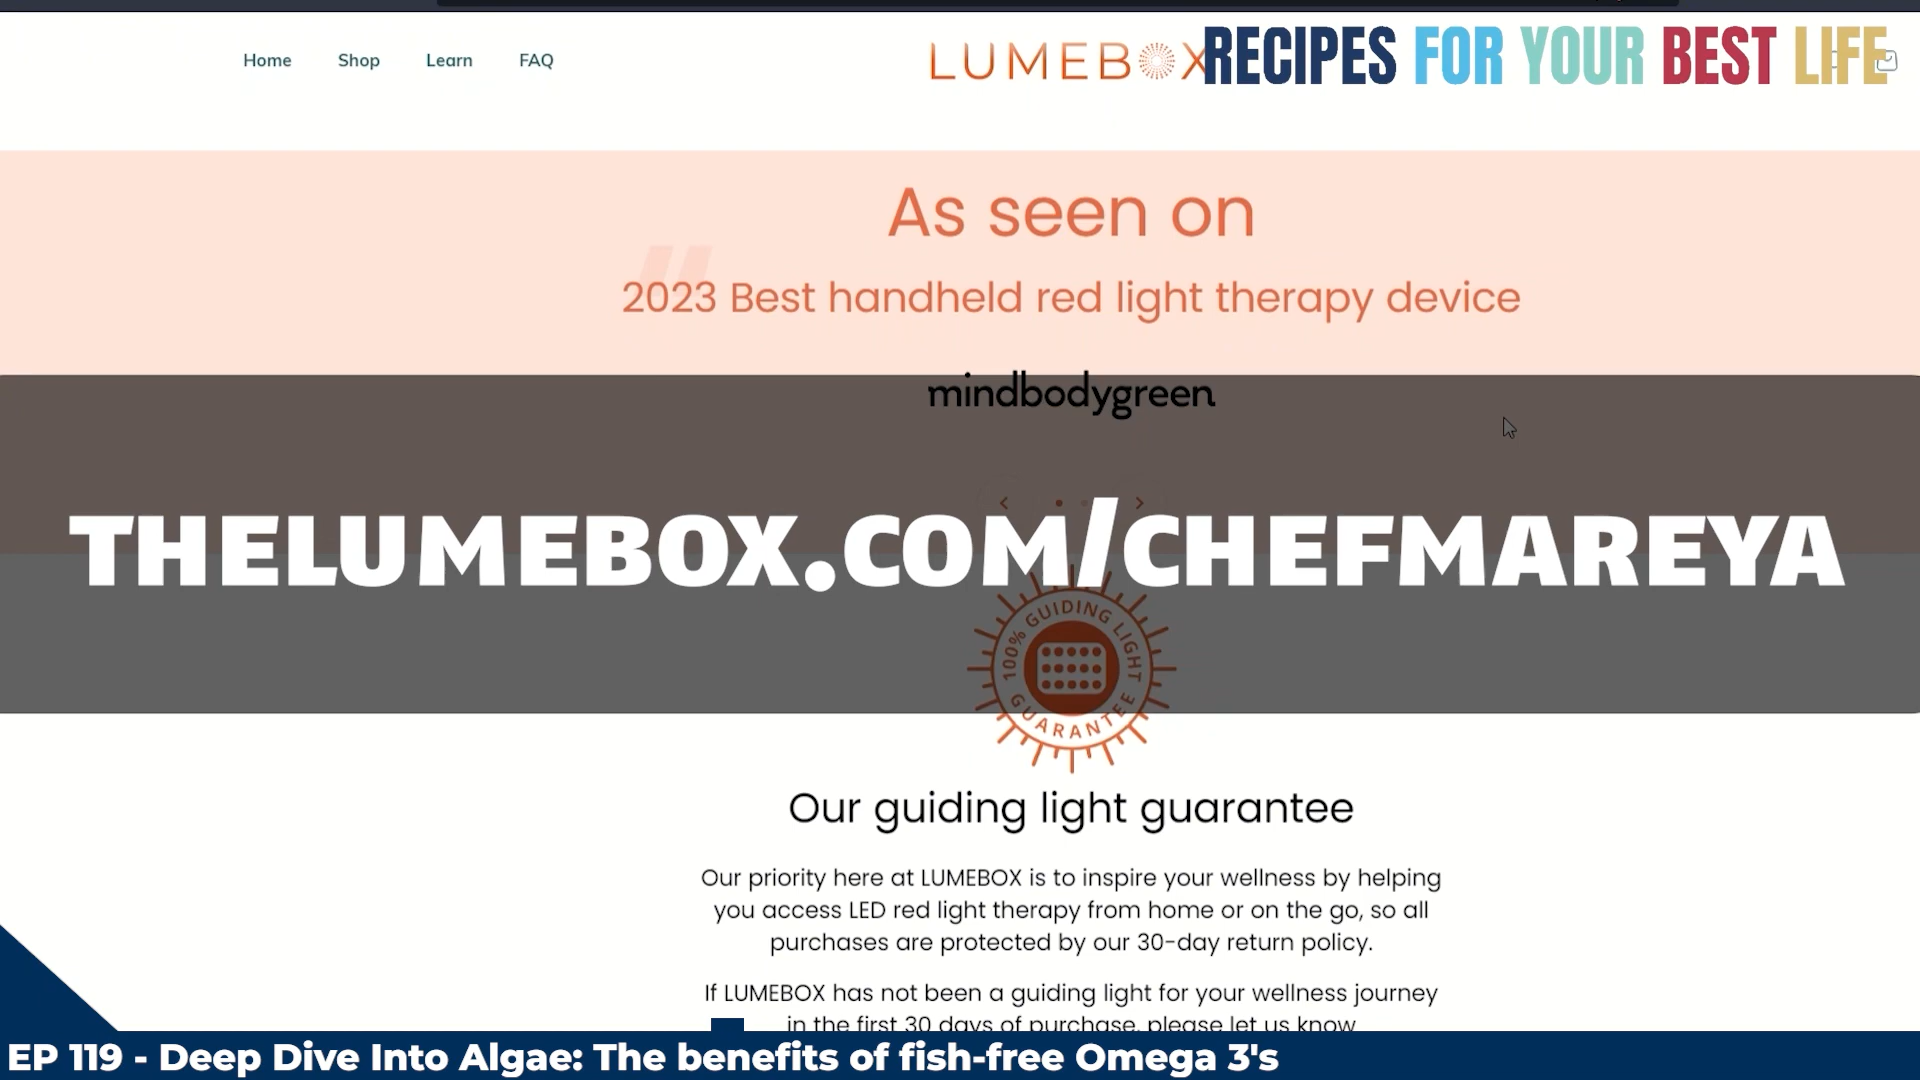 Home Shop Learn FAQ
LUMEBOX
RECIPES FOR YOUR BEST LIFE
As seen on
2023 Best handheld red light therapy device
mindbodygreen
THELUMEBOX.COM/CHEFMAREYA
100% GUIDING LIGHT
GUARANTEE
Our guiding light guarantee
Our priority here at LUMEBOX is to inspire your wellness by helping
you access LED red light therapy from home or on the go, so all
purchases are protected by our 30-day return policy.
If LUMEBOX has not been a guiding light for your wellness journey
in the first 30 days of purchase, please let us know
EP 119 - Deep Dive Into Algae: The benefits of fish-free Omega 3's